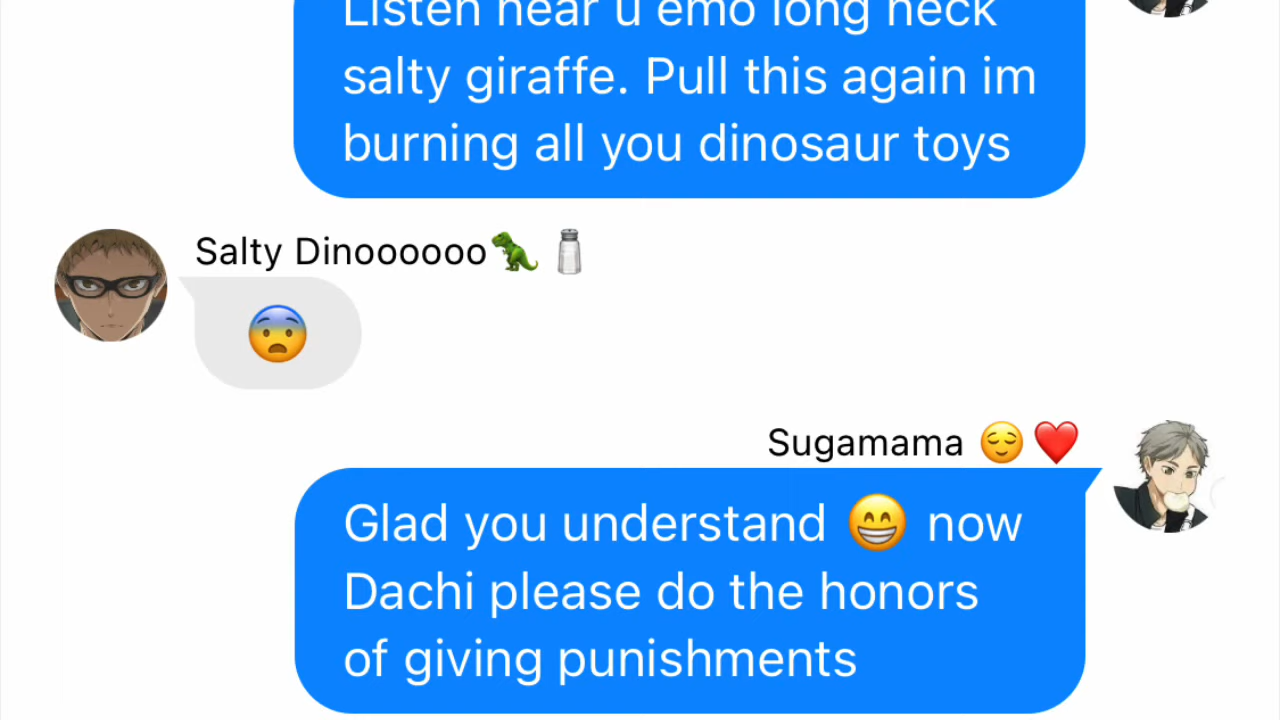 Listen hear u emo long neck
salty giraffe. Pull this again im
burning all you dinosaur toys
Salty Dinoooooo🦖🧂
😨
Sugamama 😌❤️
Glad you understand 😁 now
Dachi please do the honors
of giving punishments